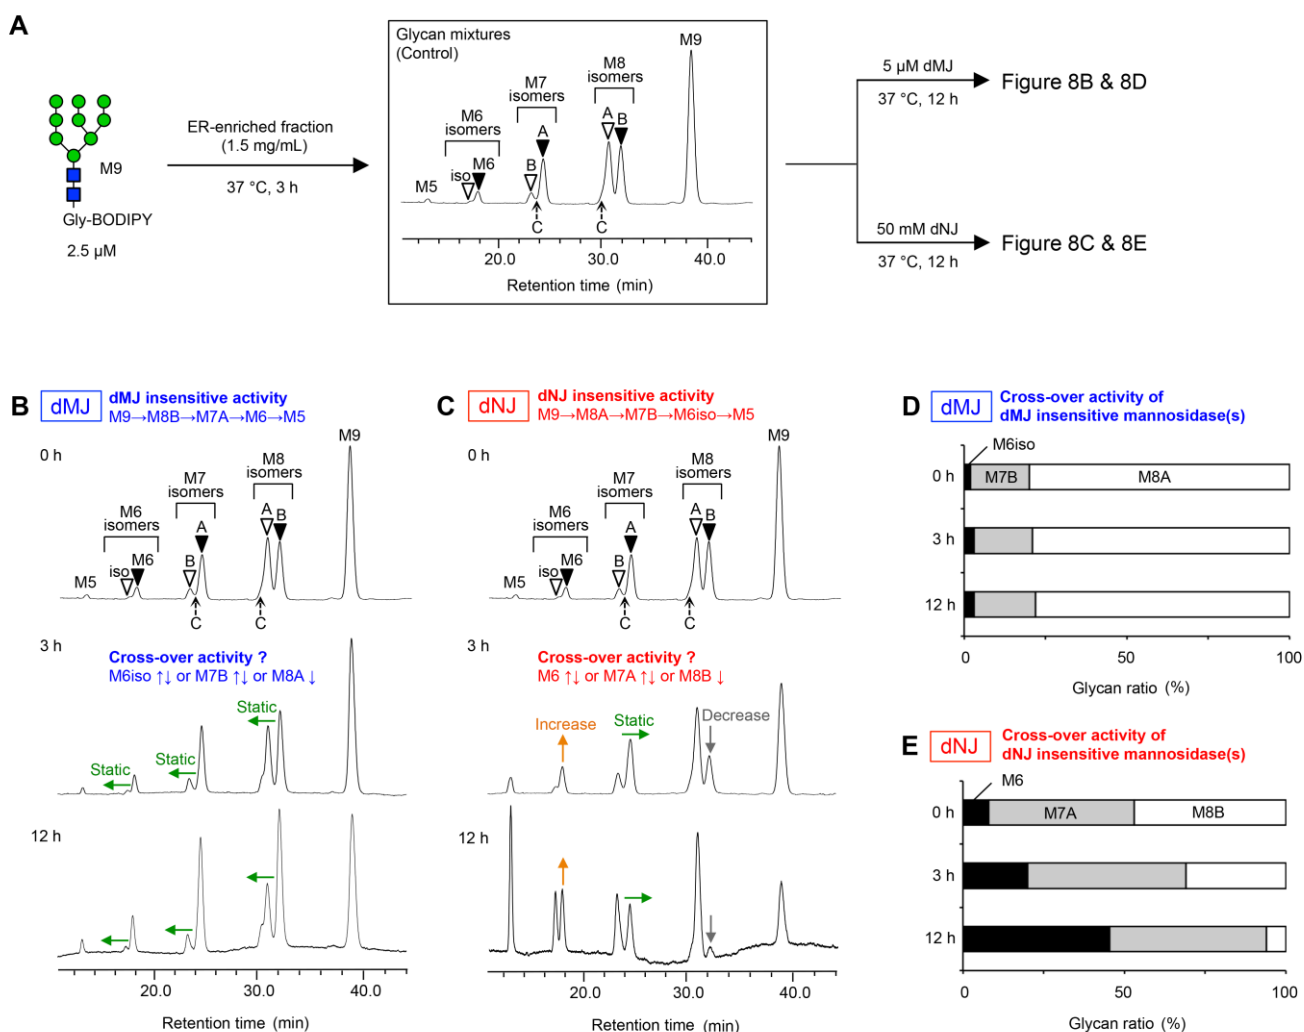 A
Glycan mixtures
(Control)
M9
M8
isomers
M7
isomers
M6
isomers
A
B
A
B
iso
M6
M5
C
C
20.0
30.0
40.0
Retention time (min)
M9
Gly-BODIPY
2.5 µM
ER-enriched fraction
(1.5 mg/mL)
37 °C, 3 h
5 µM dMJ
37 °C, 12 h
Figure 8B & 8D
50 mM dNJ
37 °C, 12 h
Figure 8C & 8E
B
dMJ
dMJ insensitive activity
M9→M8B→M7A→M6→M5
0 h
M9
M8
isomers
M7
isomers
M6
isomers
A
B
A
B
iso
M6
M5
C
C
3 h
Cross-over activity ?
M6iso ↑↓ or M7B ↑↓ or M8A ↓
Static
Static
Static
12 h
20.0
30.0
40.0
Retention time (min)
C
dNJ
dNJ insensitive activity
M9→M8A→M7B→M6iso→M5
0 h
M9
M8
isomers
M7
isomers
M6
isomers
A
B
A
B
iso
M6
M5
C
C
3 h
Cross-over activity ?
M6 ↑↓ or M7A ↑↓ or M8B ↓
Increase
Static
Decrease
12 h
20.0
30.0
40.0
Retention time (min)
D
dMJ
Cross-over activity of
dMJ insensitive mannosidase(s)
M6iso
0 h
M7B
M8A
3 h
12 h
0
50
100
Glycan ratio (%)
E
dNJ
Cross-over activity of
dNJ insensitive mannosidase(s)
M6
0 h
M7A
M8B
3 h
12 h
0
50
100
Glycan ratio (%)